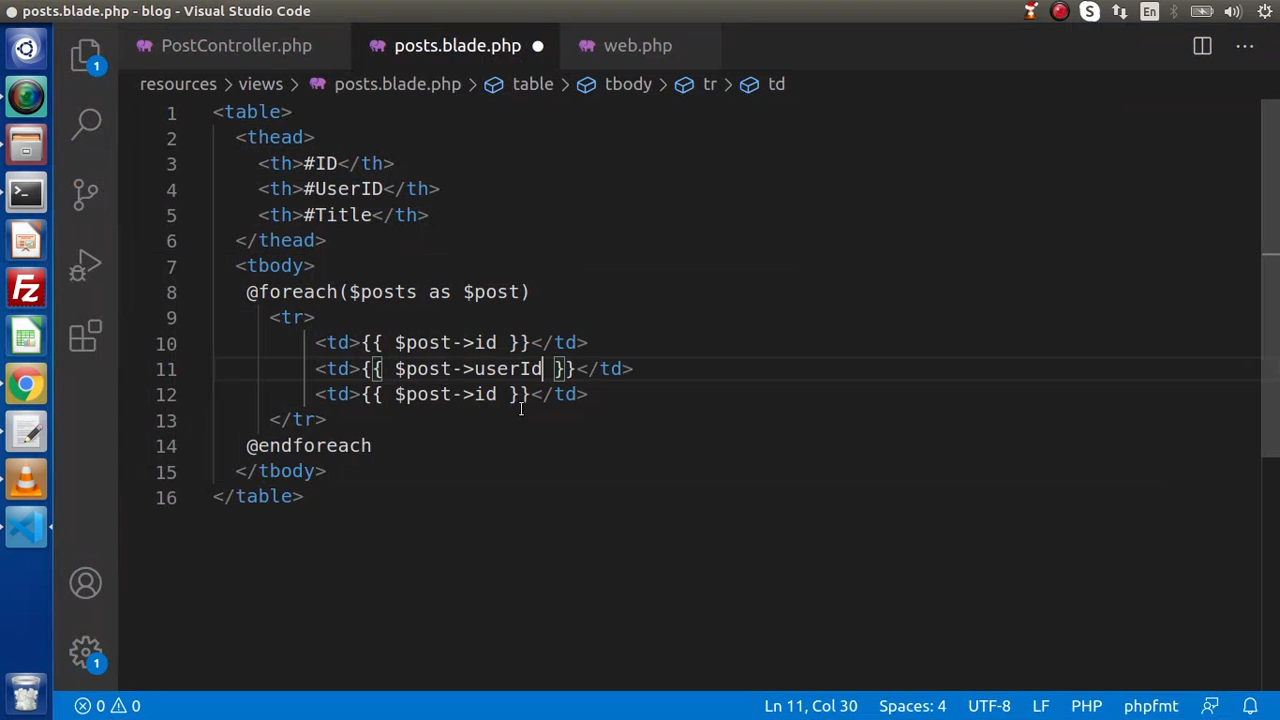 posts.blade.php - blog - Visual Studio Code
En
PostController.php
posts.blade.php
web.php
resources > views > posts.blade.php > table > tbody > tr > td
1 <table>
2 <thead>
3 <th>#ID</th>
4 <th>#UserID</th>
5 <th>#Title</th>
6 </thead>
7 <tbody>
8 @foreach($posts as $post)
9 <tr>
10 <td>{{ $post->id }}</td>
11 <td>{{ $post->userId }}</td>
12 <td>{{ $post->id }}</td>
13 </tr>
14 @endforeach
15 </tbody>
16 </table>
1
1
0 0
Ln 11, Col 30
Spaces: 4
UTF-8
LF
PHP
phpfmt